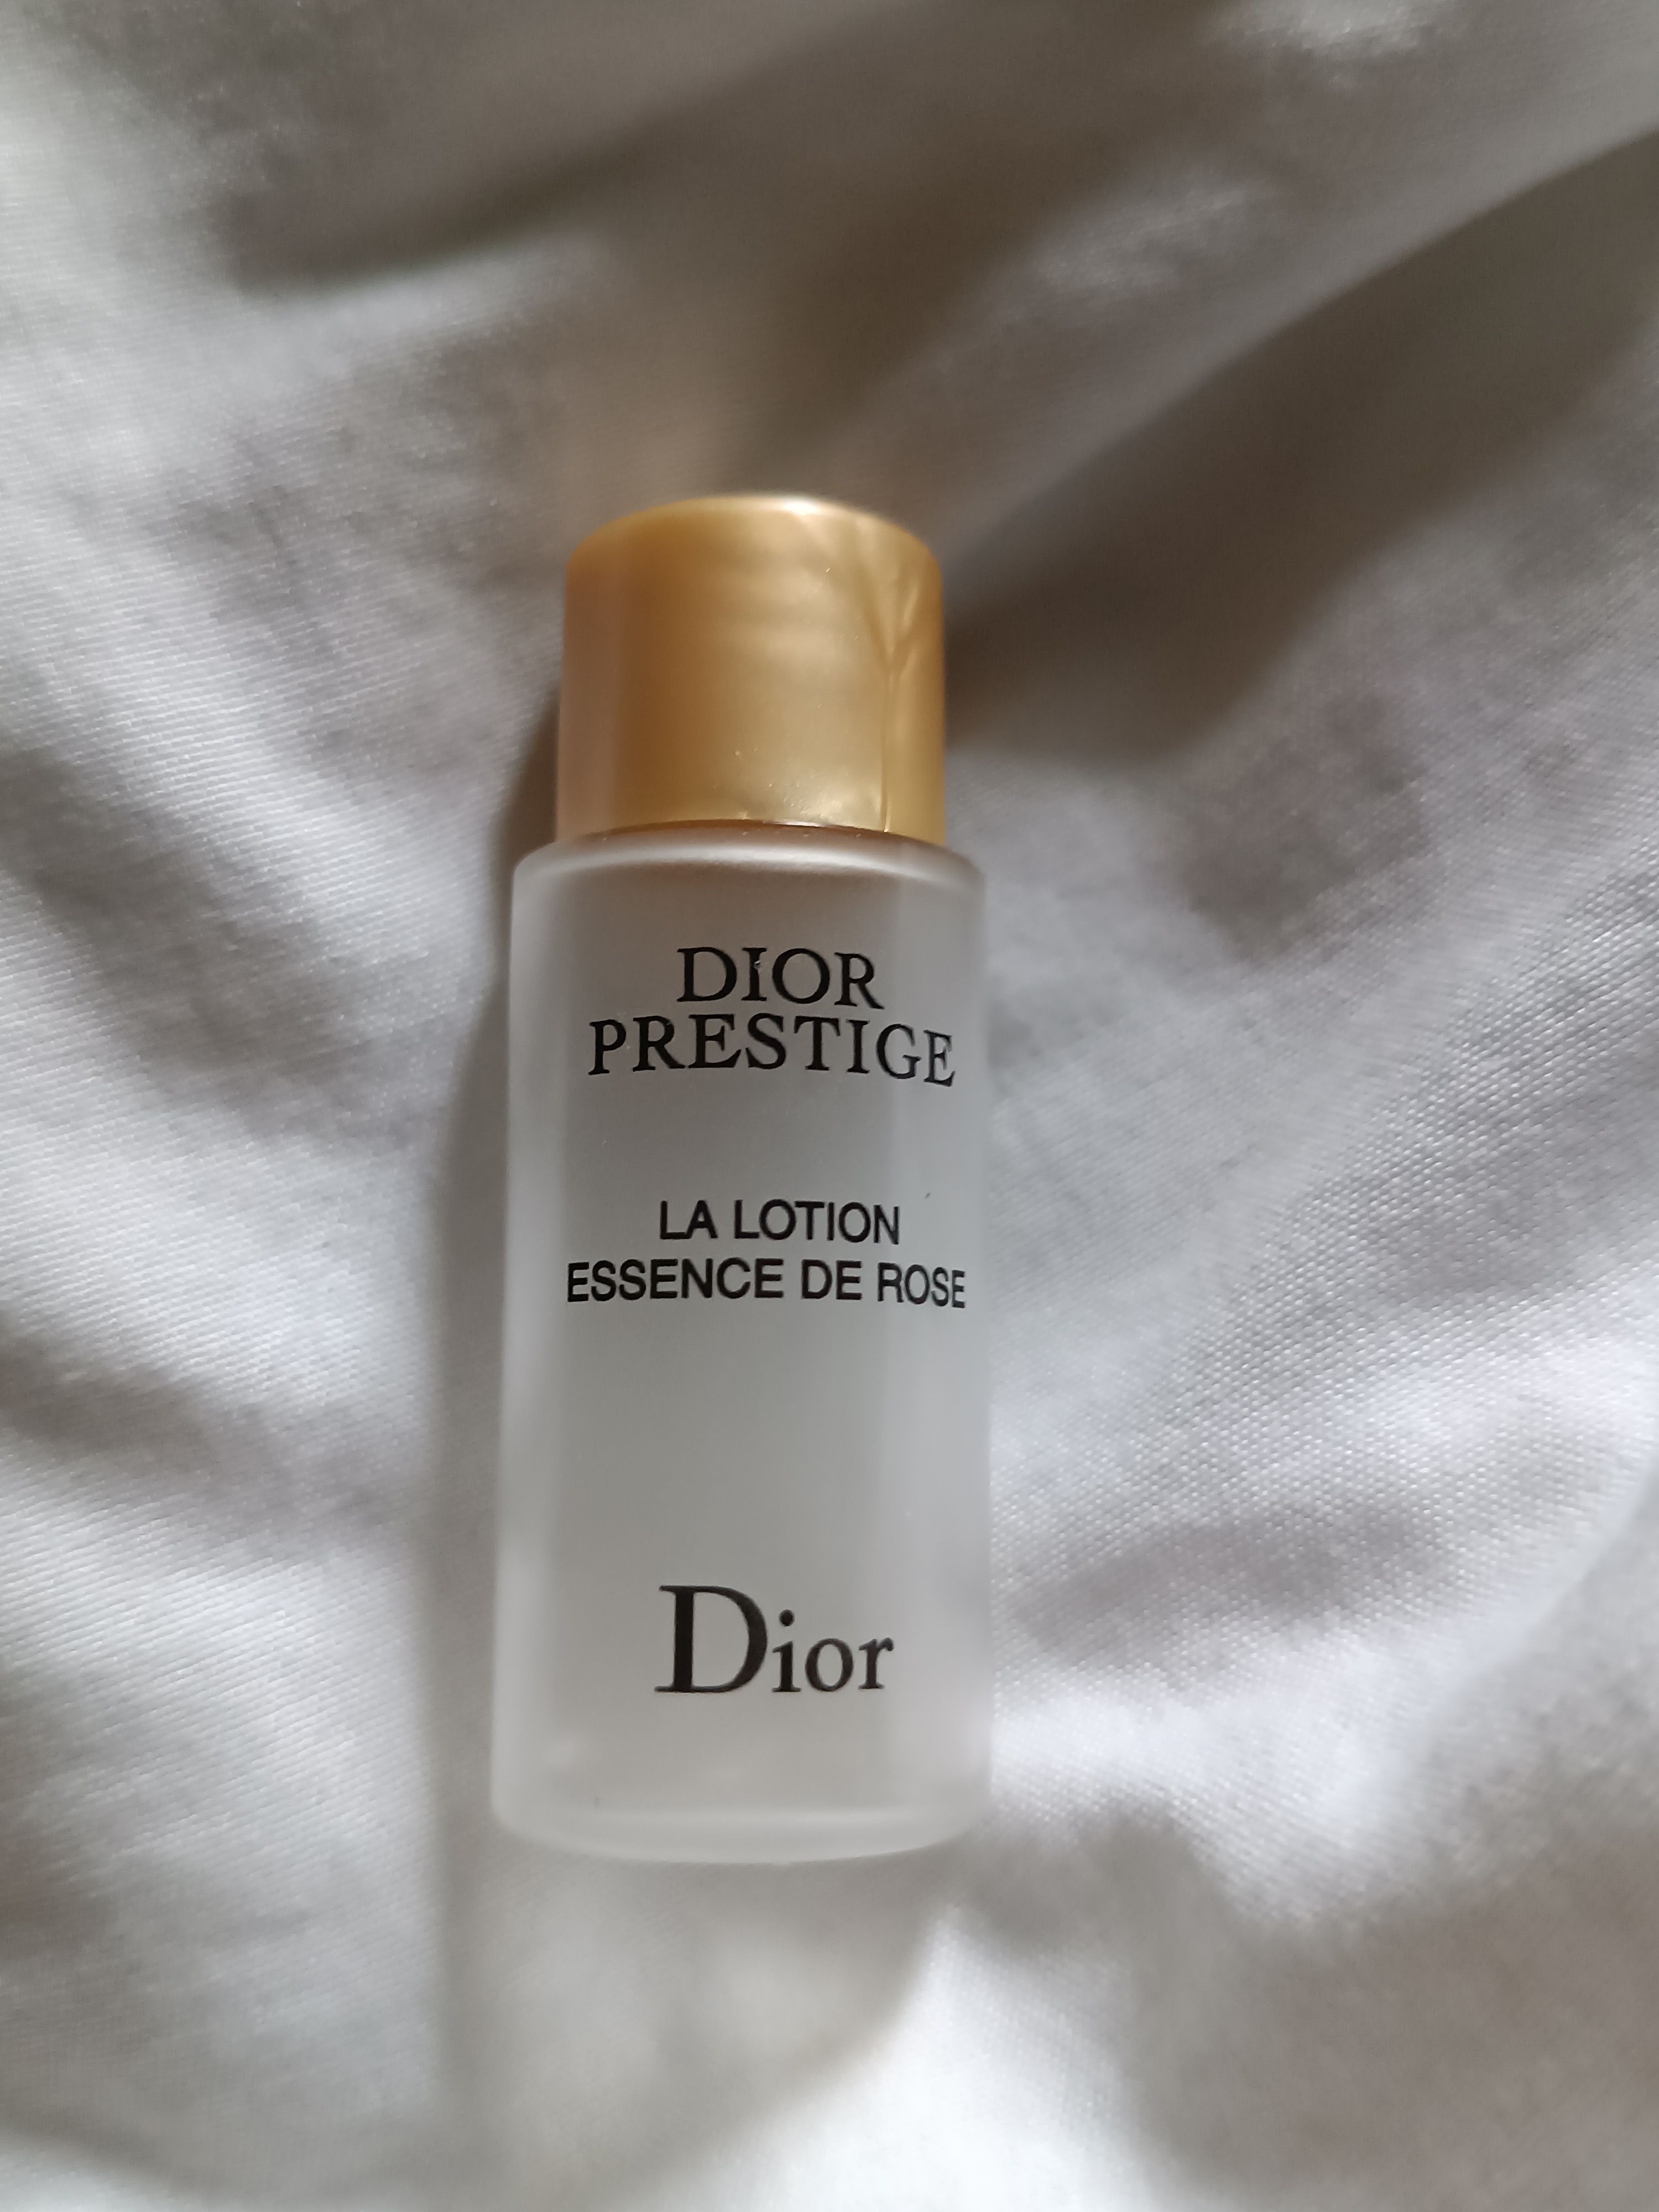 DIOR
PRESTIGE
LA LOTION
ESSENCE DE ROSE
Dior